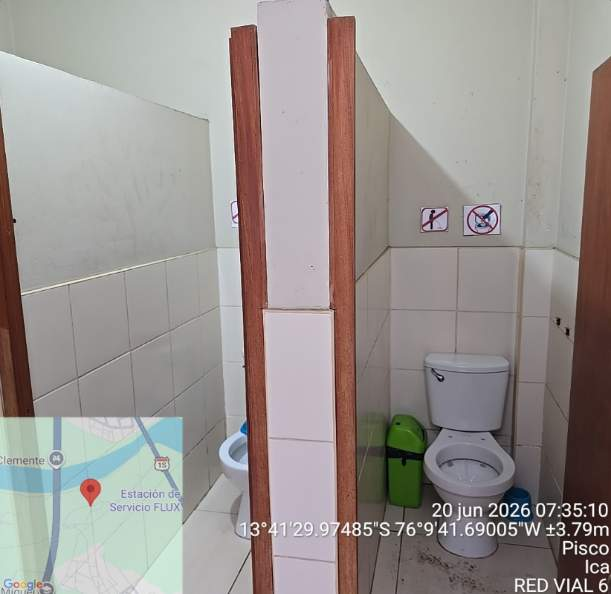 Clemente
1S
Estación de
Servicio FLUX
Google
20 jun 2026 07:35:10
13°41'29.97485"S 76°9'41.69005"W ±3.79m
Pisco
Ica
RED VIAL 6